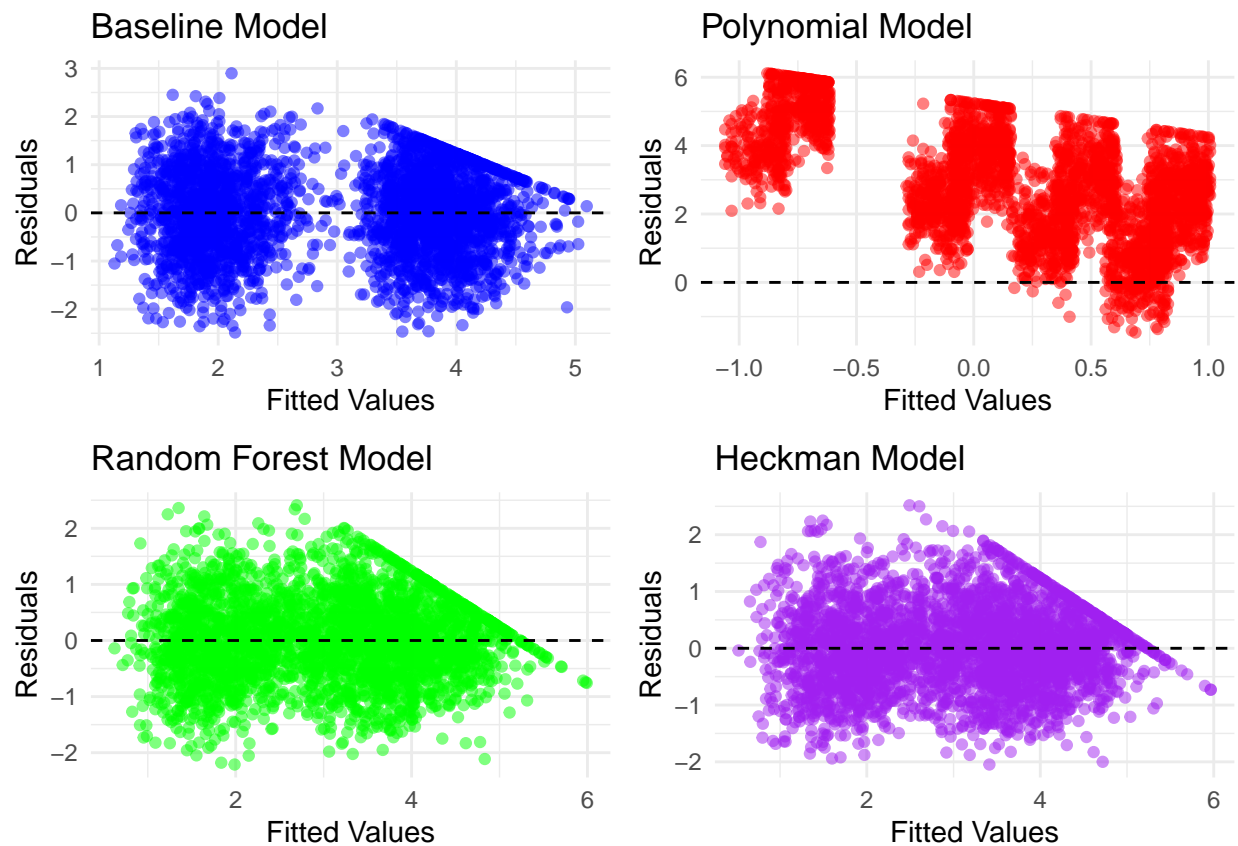 Baseline Model
Residuals
3
2
1
0
−1
−2
1 2 3 4 5
Fitted Values
Polynomial Model
Residuals
6
4
2
0
−1.0 −0.5 0.0 0.5 1.0
Fitted Values
Random Forest Model
Residuals
2
1
0
−1
−2
2 4 6
Fitted Values
Heckman Model
Residuals
2
1
0
−1
−2
2 4 6
Fitted Values